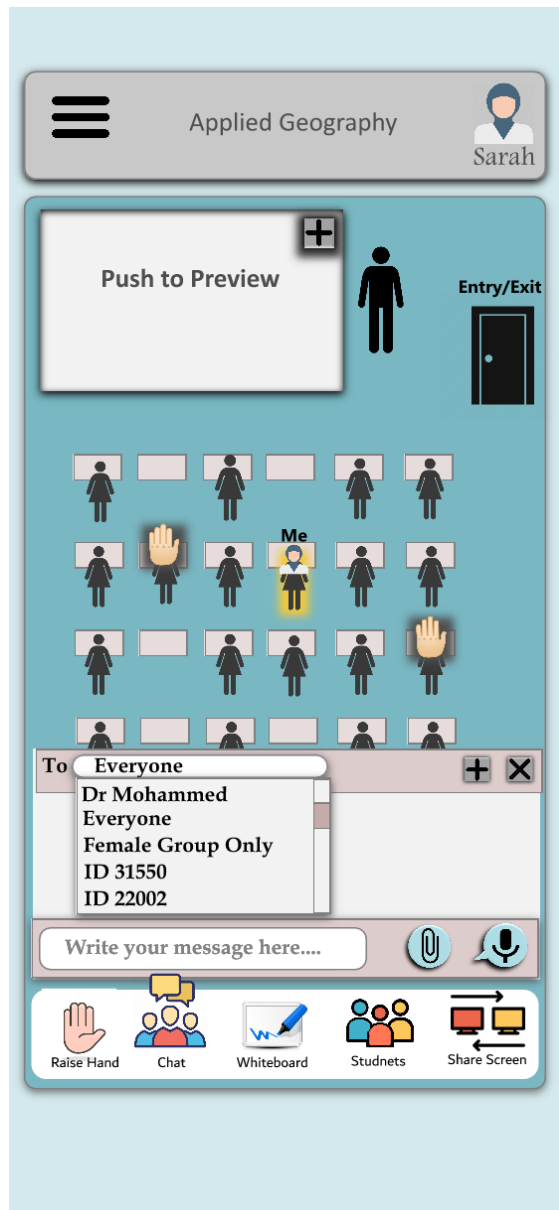 Applied Geography
Sarah
Push to Preview
Entry/Exit
Me
To Everyone
Dr Mohammed
Everyone
Female Group Only
ID 31550
ID 22002
Write your message here....
Raise Hand Chat Whiteboard Studnets Share Screen